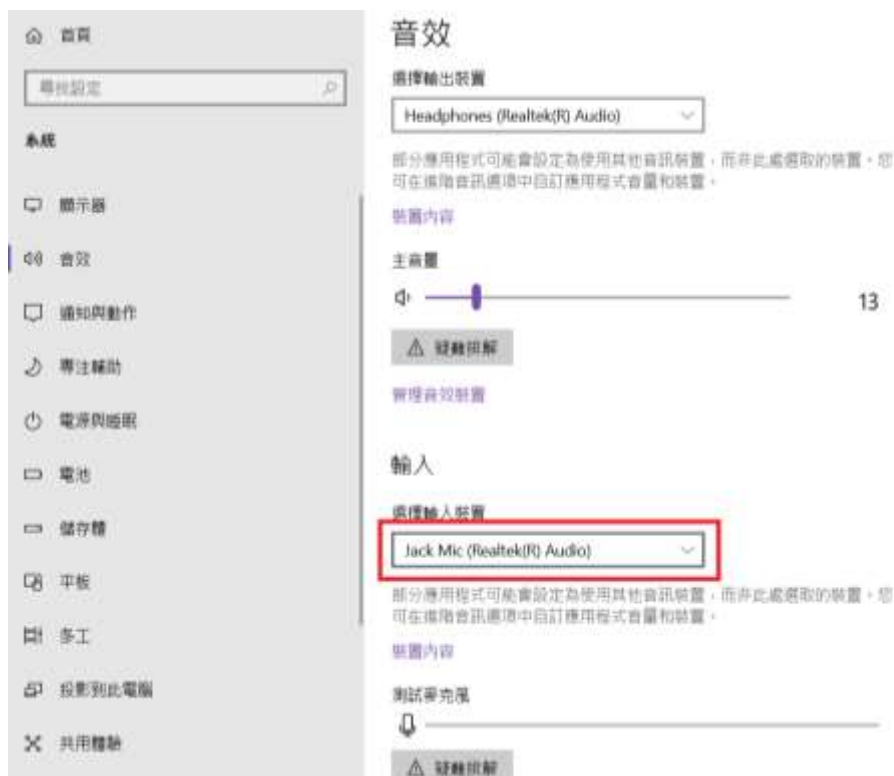 首頁
尋找設定
系統
顯示器
音效
通知與動作
專注輔助
電源與睡眠
電池
儲存體
平板
多工
投影到此電腦
共用體驗
音效
選擇輸出裝置
Headphones (Realtek(R) Audio)
部分應用程式可能會設定為使用其他音訊裝置，而非此處選取的裝置。您
可在進階音訊選項中自訂應用程式音量和裝置。
裝置內容
主音量
13
疑難排解
管理音效裝置
輸入
選擇輸入裝置
Jack Mic (Realtek(R) Audio)
部分應用程式可能會設定為使用其他音訊裝置，而非此處選取的裝置。您
可在進階音訊選項中自訂應用程式音量和裝置。
裝置內容
測試麥克風
疑難排解